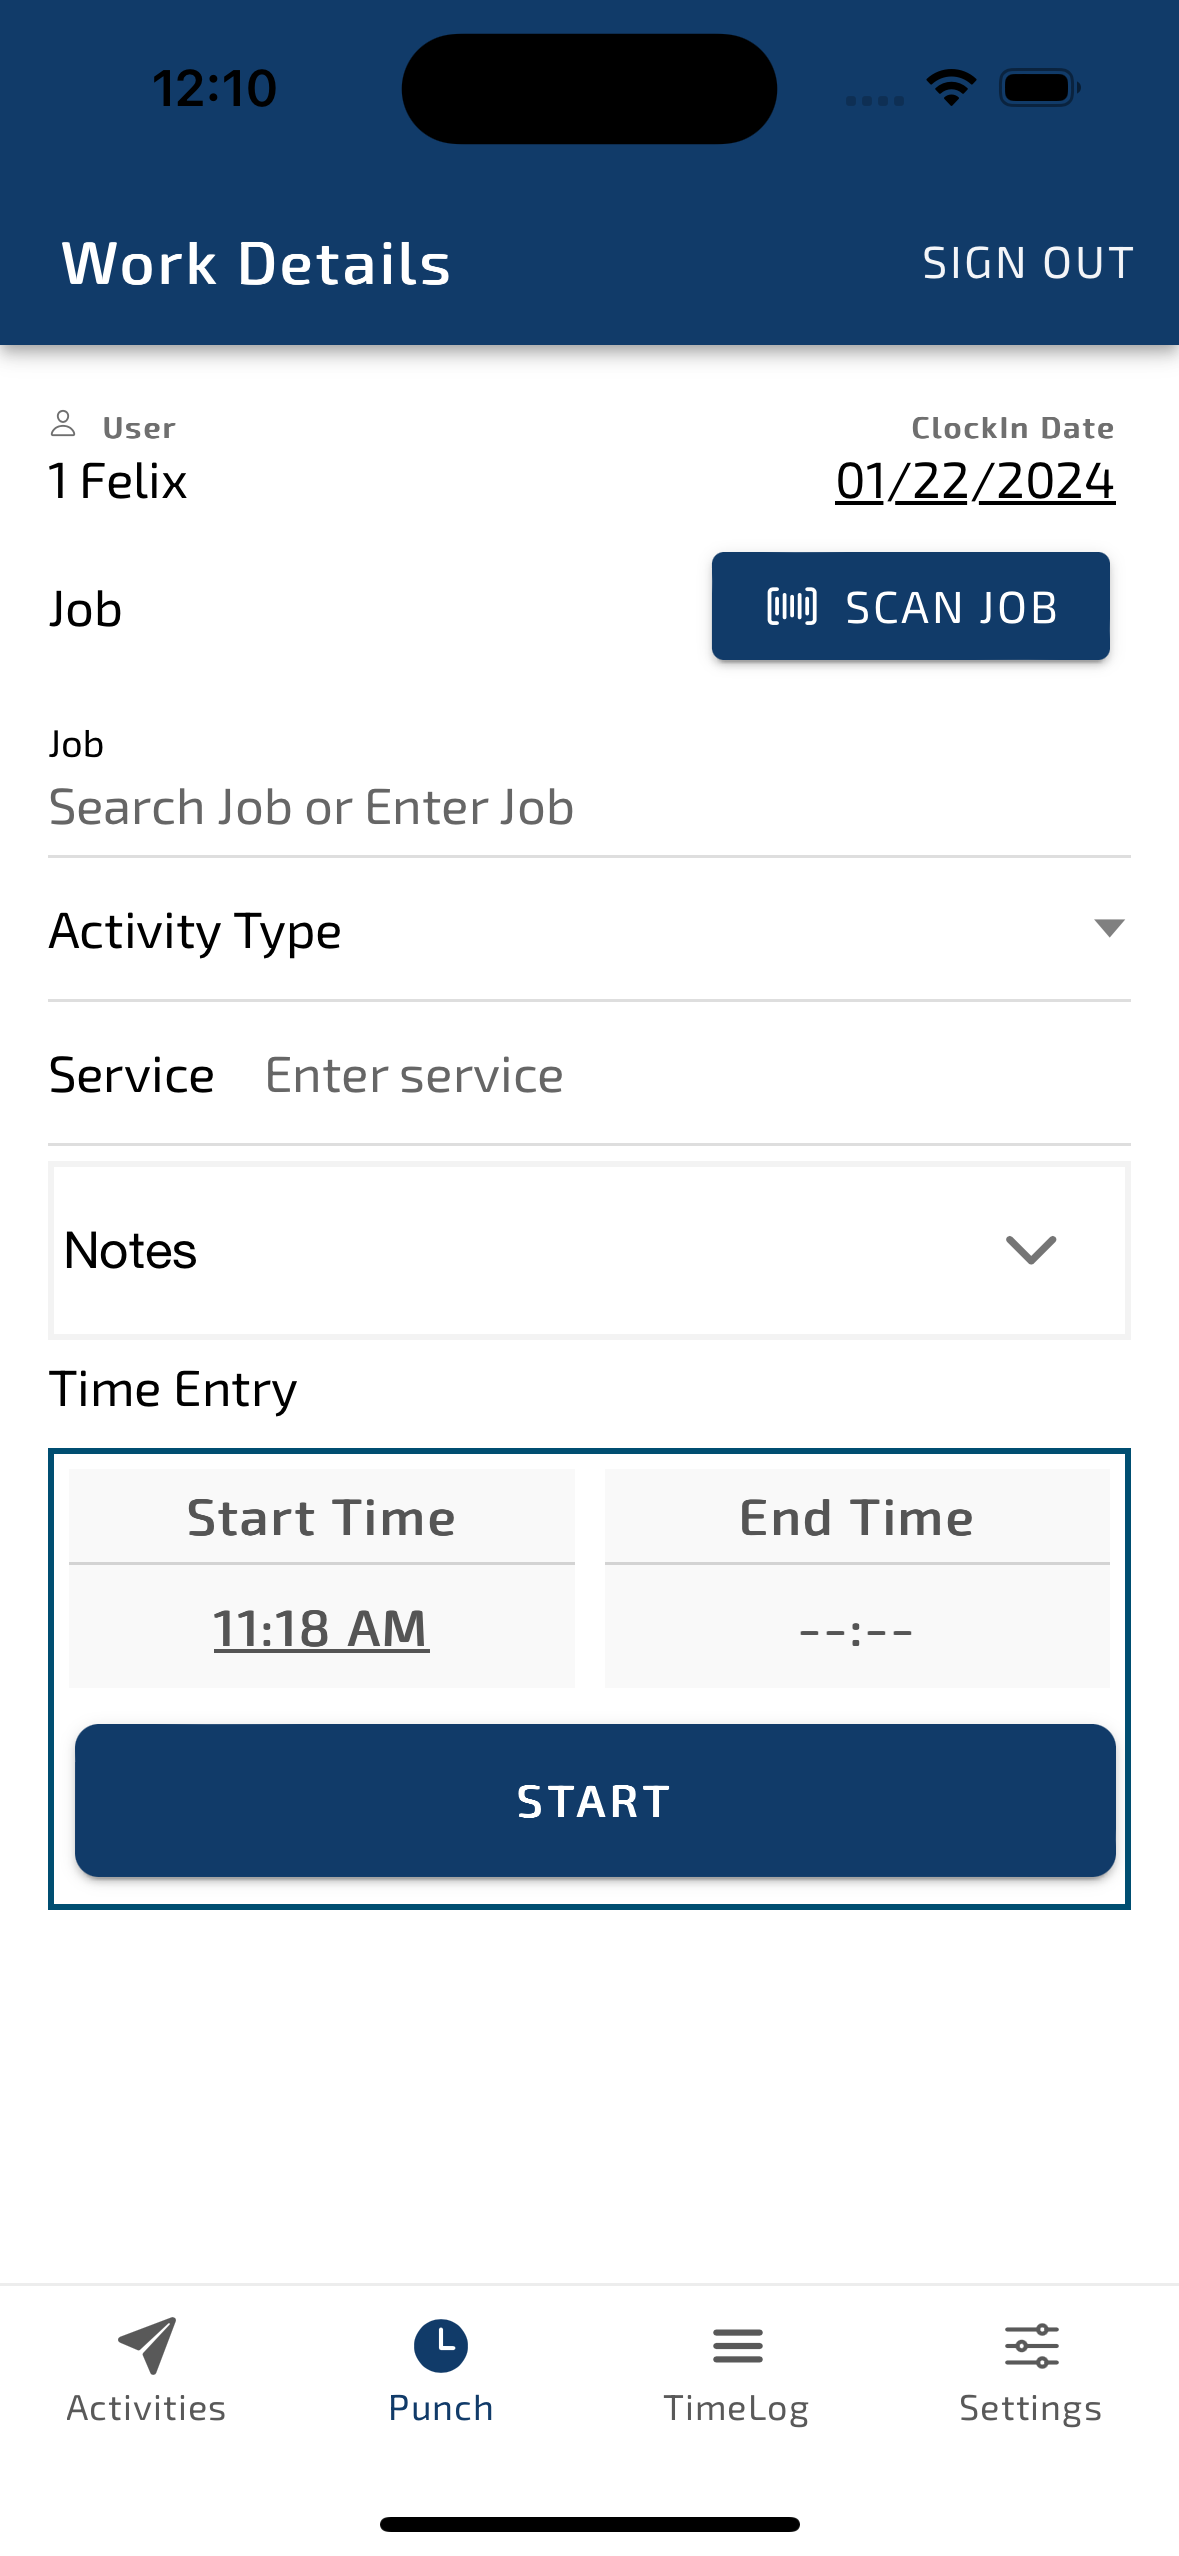 12:10
Work Details
SIGN OUT
User
ClockIn Date
1 Felix
01/22/2024
Job
SCAN JOB
Job
Search Job or Enter Job
Activity Type
Service Enter service
Notes
Time Entry
Start Time
End Time
11:18 AM
--:--
START
Activities
Punch
TimeLog
Settings